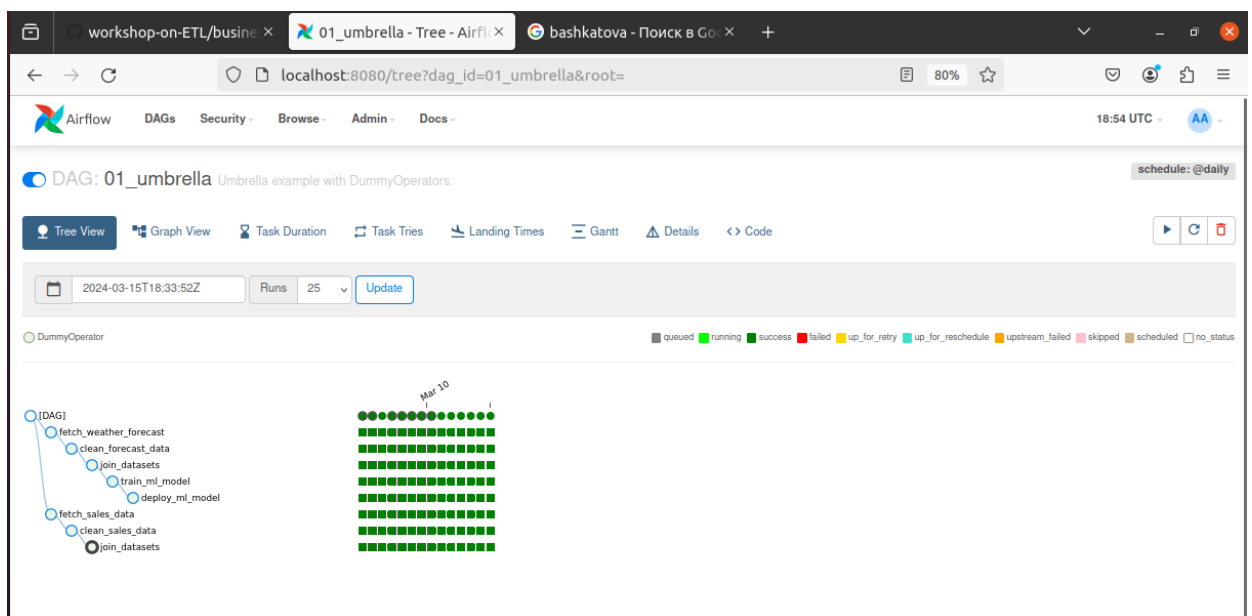 workshop-on-ETL/busine
01_umbrella - Tree - Airfl
bashkatova - Поиск в Goo
localhost:8080/tree?dag_id=01_umbrella&root=
80%
Airflow DAGs Security Browse Admin Docs 18:54 UTC AA
schedule: @daily
DAG: 01_umbrella Umbrella example with DummyOperators.
Tree View Graph View Task Duration Task Tries Landing Times Gantt Details <> Code
2024-03-15T18:33:52Z Runs 25 Update
DummyOperator queued running success failed up_for_retry up_for_reschedule upstream_failed skipped scheduled no_status
Mar 10
[DAG]
fetch_weather_forecast
clean_forecast_data
join_datasets
train_ml_model
deploy_ml_model
fetch_sales_data
clean_sales_data
join_datasets